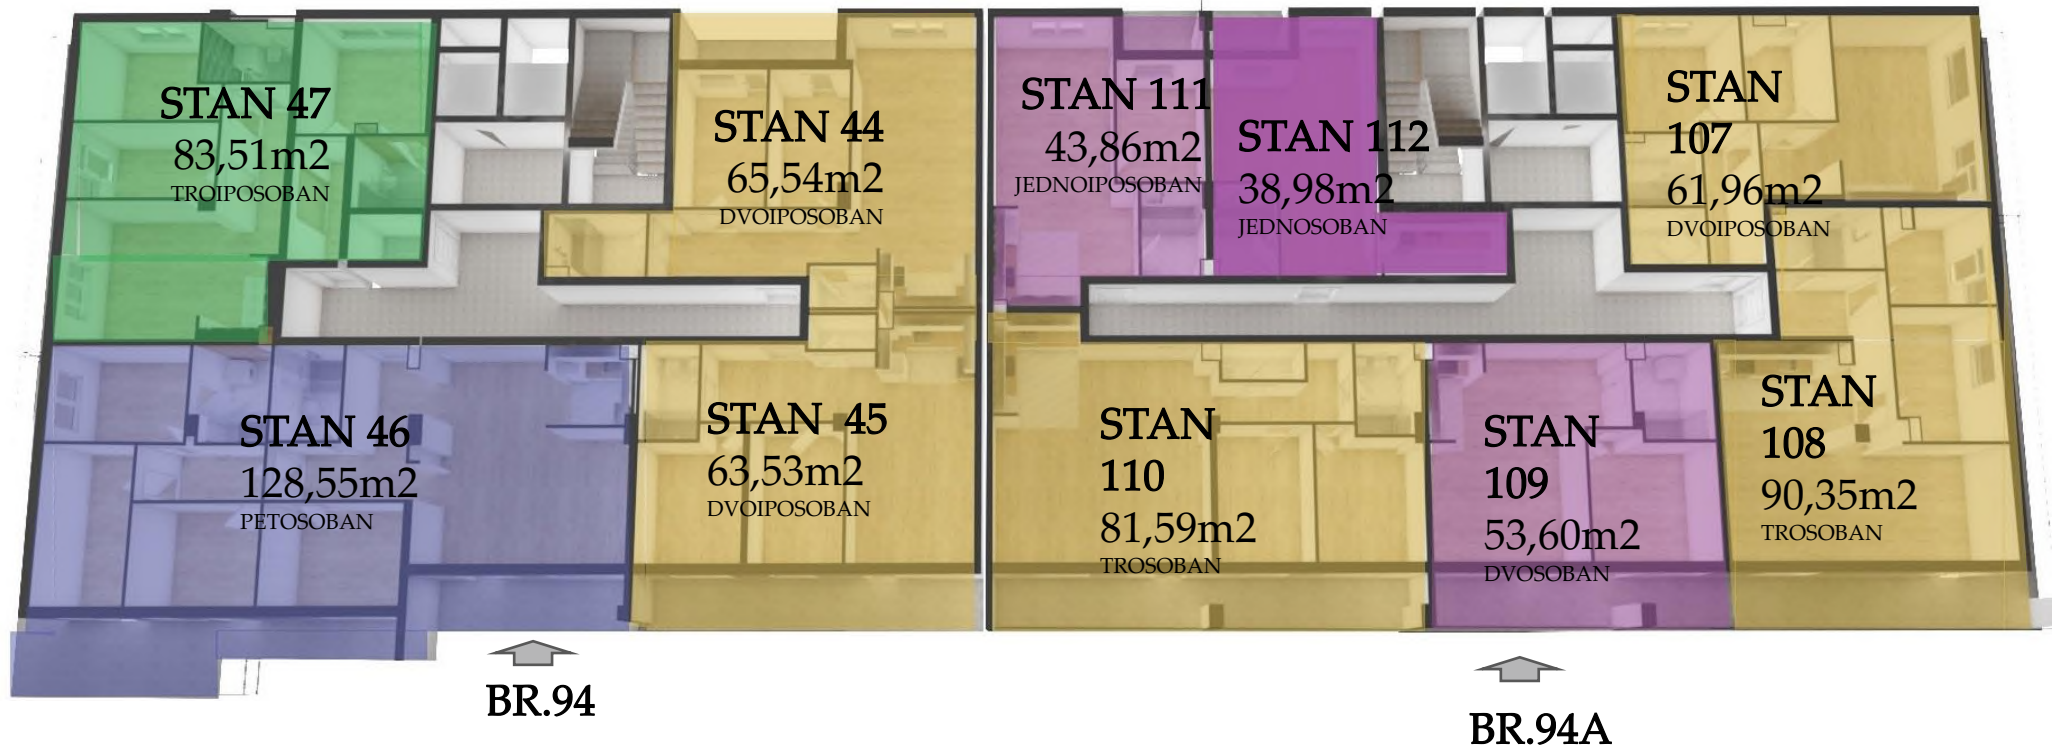 STAN 47
83,51m2
TROIPOSOBAN
STAN 44
65,54m2
DVOIPOSOBAN
STAN 111
43,86m2
JEDNOIPOSOBAN
STAN 112
38,98m2
JEDNOSOBAN
STAN
107
61,96m2
DVOIPOSOBAN
STAN 46
128,55m2
PETOSOBAN
STAN 45
63,53m2
DVOIPOSOBAN
STAN
110
81,59m2
TROSOBAN
STAN
109
53,60m2
DVOSOBAN
STAN
108
90,35m2
TROSOBAN
BR.94
BR.94A